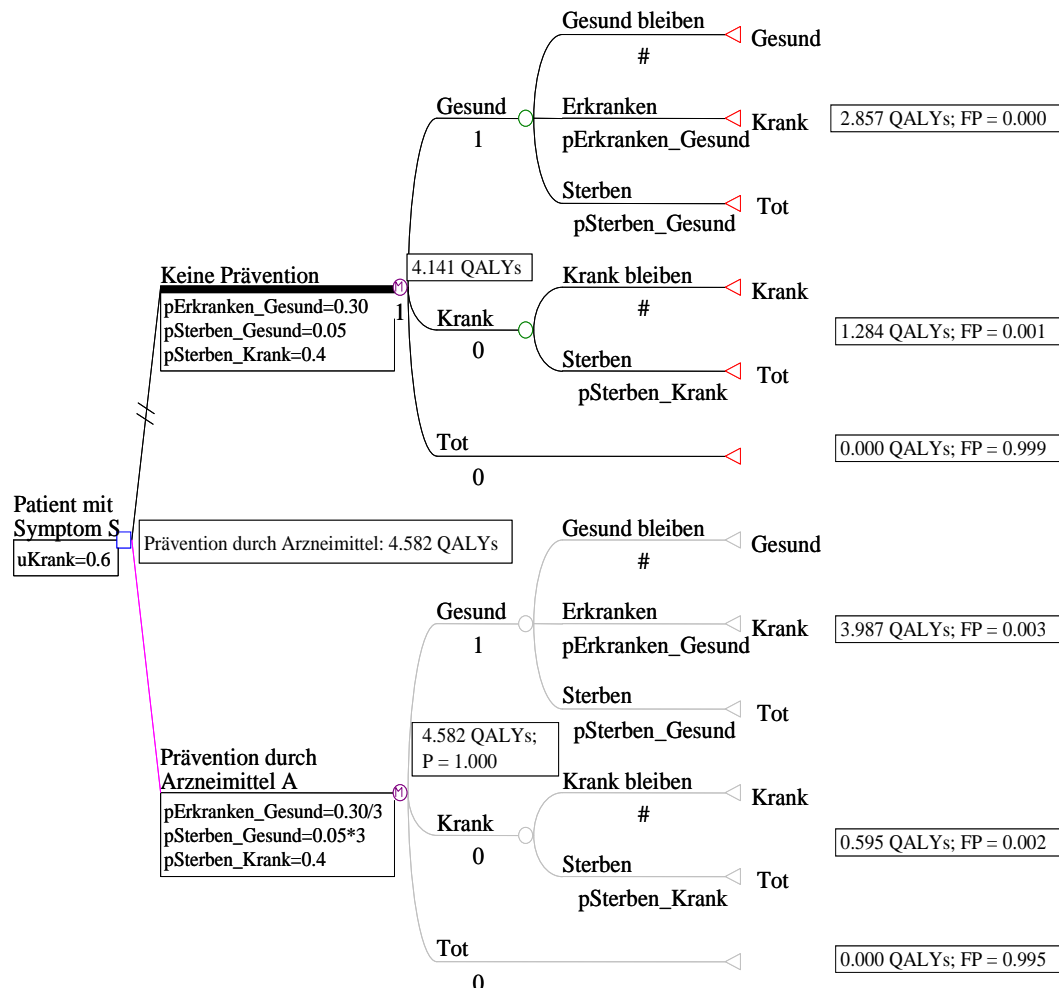 Gesund bleiben
#
Gesund
Gesund
1
Erkranken
pErkranken_Gesund
Krank
2.857 QALYs; FP = 0.000
Sterben
pSterben_Gesund
Tot
Keine Prävention
pErkranken_Gesund=0.30
pSterben_Gesund=0.05
pSterben_Krank=0.4
M
1
4.141 QALYs
Krank bleiben
#
Krank
Krank
0
1.284 QALYs; FP = 0.001
Sterben
pSterben_Krank
Tot
Tot
0
0.000 QALYs; FP = 0.999
Patient mit
Symptom S
uKrank=0.6
Prävention durch Arzneimittel: 4.582 QALYs
Gesund bleiben
#
Gesund
Gesund
1
Erkranken
pErkranken_Gesund
Krank
3.987 QALYs; FP = 0.003
Sterben
pSterben_Gesund
Tot
Prävention durch
Arzneimittel A
pErkranken_Gesund=0.30/3
pSterben_Gesund=0.05*3
pSterben_Krank=0.4
M
4.582 QALYs;
P = 1.000
Krank bleiben
#
Krank
Krank
0
0.595 QALYs; FP = 0.002
Sterben
pSterben_Krank
Tot
Tot
0
0.000 QALYs; FP = 0.995